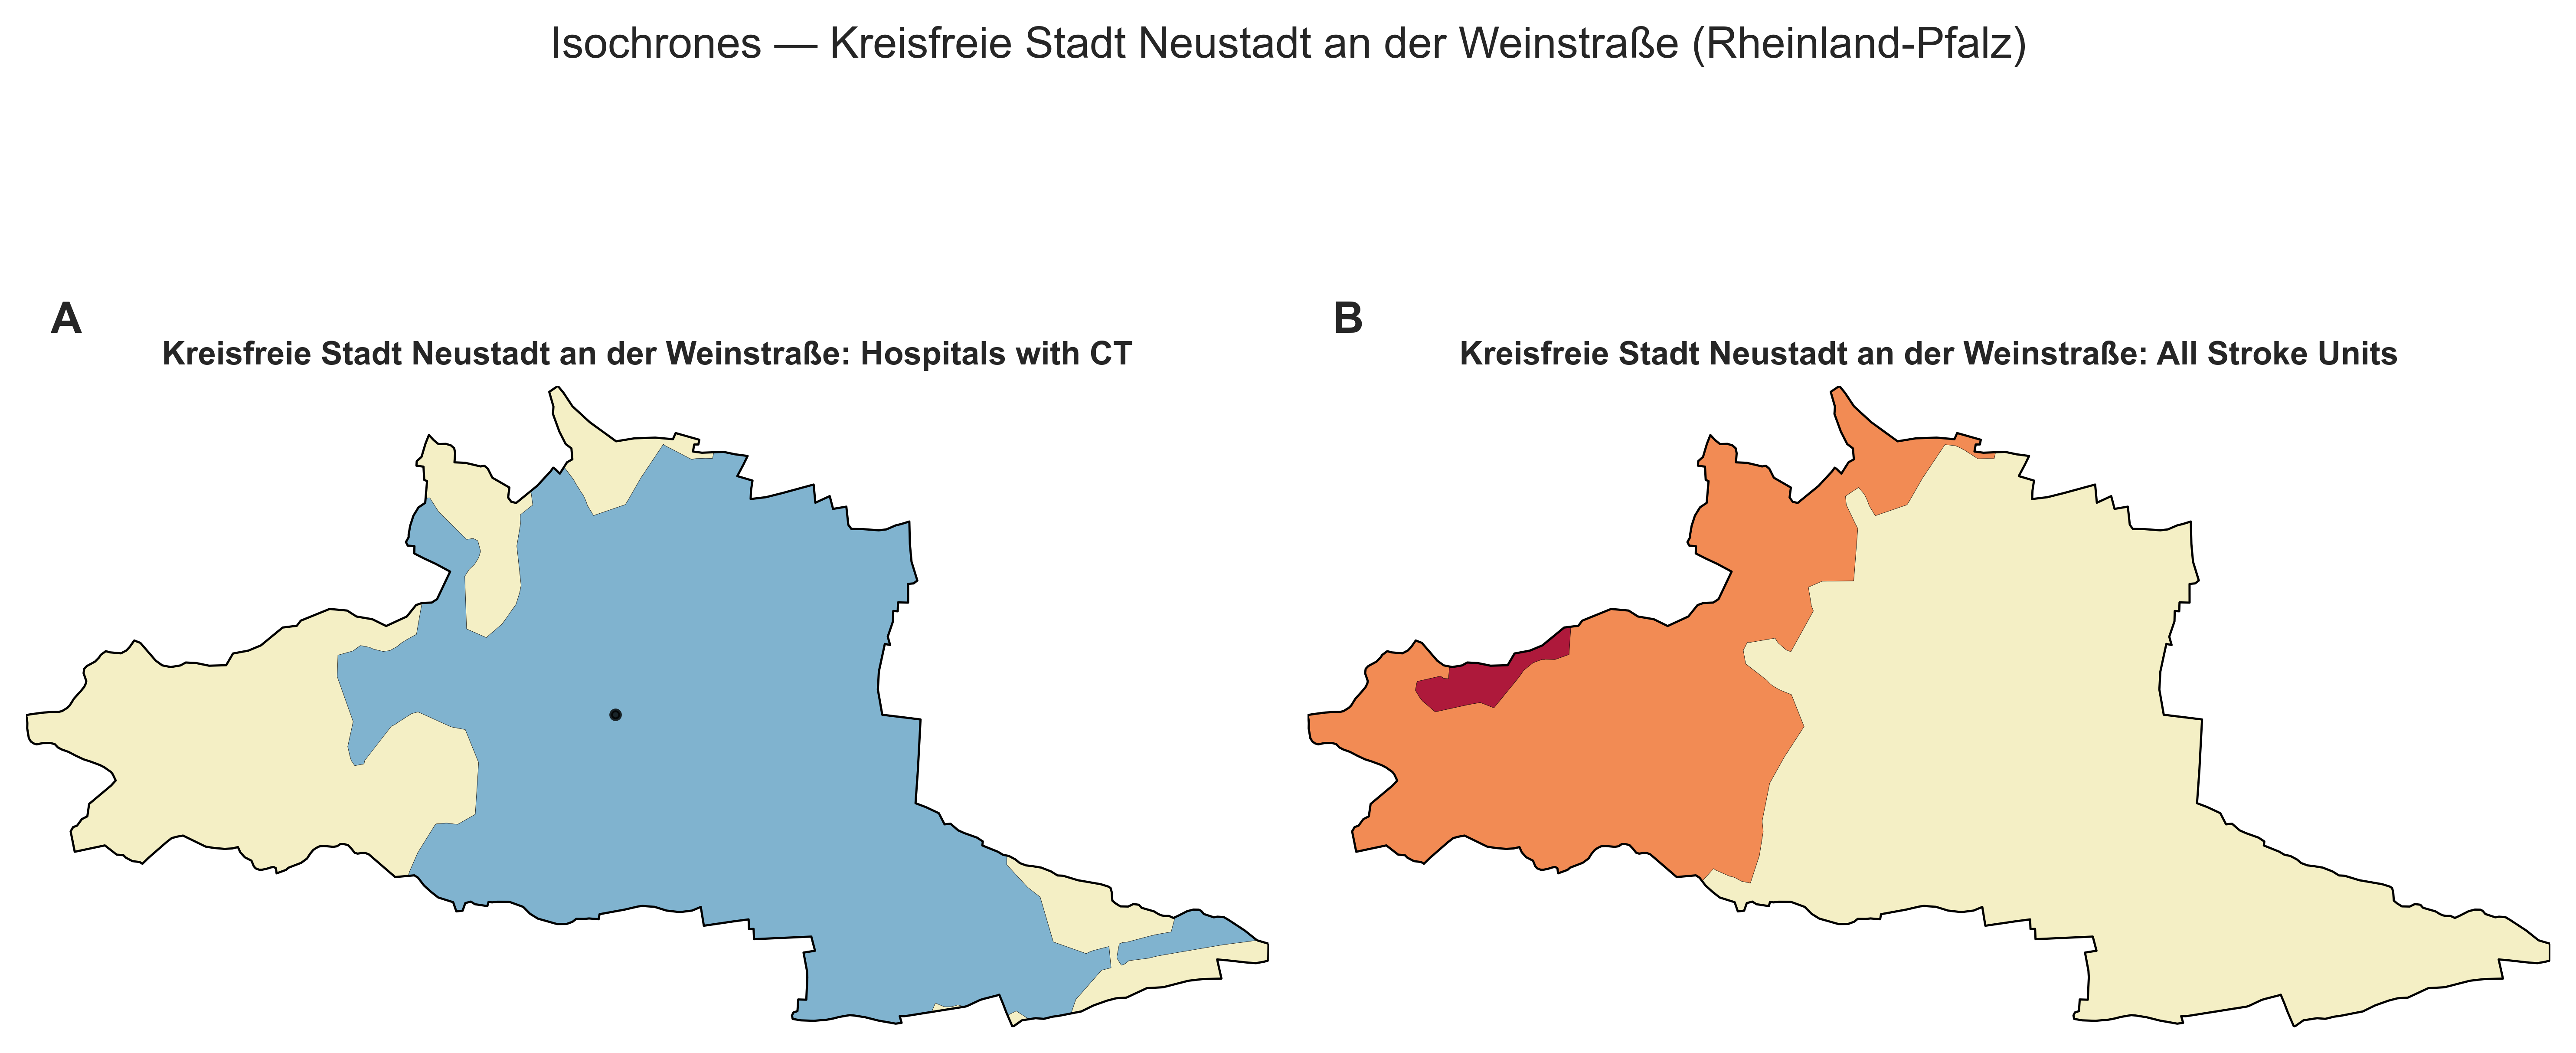 Isochrones — Kreisfreie Stadt Neustadt an der Weinstraße (Rheinland-Pfalz)
A
Kreisfreie Stadt Neustadt an der Weinstraße: Hospitals with CT
B
Kreisfreie Stadt Neustadt an der Weinstraße: All Stroke Units